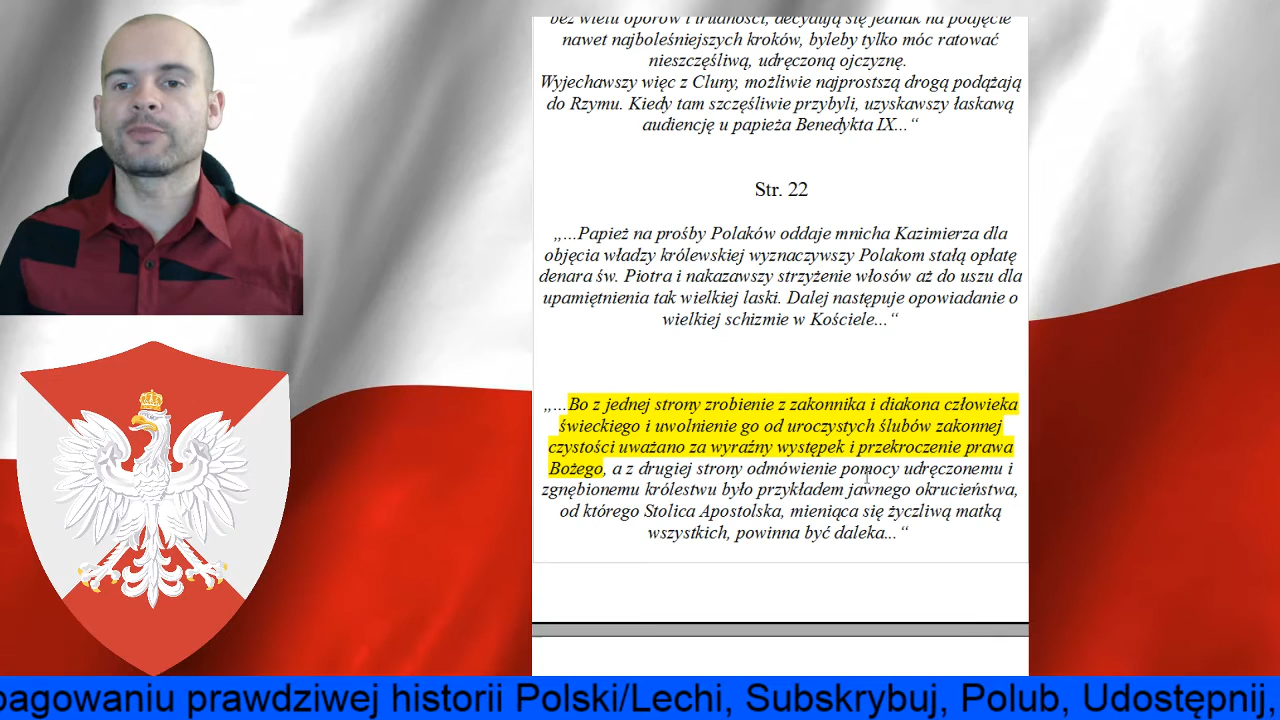 bez wielu oporów i trudności, decydują się jednak na podjęcie
nawet najboleśniejszych kroków, byleby tylko móc ratować
nieszczęśliwą, udręczoną ojczyznę.
Wyjechawszy więc z Cluny, możliwie najprostszą drogą podążają
do Rzymu. Kiedy tam szczęśliwie przybyli, uzyskawszy łaskawą
audiencję u papieża Benedykta IX...“
Str. 22
„...Papież na prośby Polaków oddaje mnicha Kazimierza dla
objęcia władzy królewskiej wyznaczywszy Polakom stałą opłatę
denara św. Piotra i nakazawszy strzyżenie włosów aż do uszu dla
upamiętnienia tak wielkiej laski. Dalej następuje opowiadanie o
wielkiej schizmie w Kościele...“
„...Bo z jednej strony zrobienie z zakonnika i diakona człowieka
świeckiego i uwolnienie go od uroczystych ślubów zakonnej
czystości uważano za wyraźny występek i przekroczenie prawa
Bożego, a z drugiej strony odmówienie pomocy udręczonemu i
zgnębionemu królestwu było przykładem jawnego okrucieństwa,
od którego Stolica Apostolska, mieniąca się życzliwą matką
wszystkich, powinna być daleka...“
pagowaniu prawdziwej historii Polski/Lechi, Subskrybuj, Polub, Udostępnij,